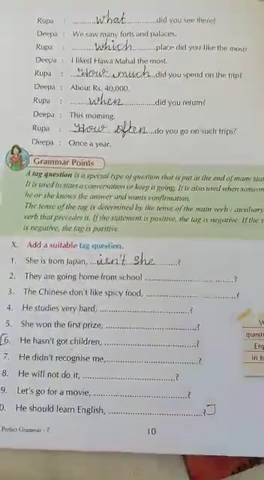 Rupa : what did you see there?
Deepa : We saw many forts and palaces.
Rupa : which place did you like the most?
Deepa : I liked Hawa Mahal the most.
Rupa : How much did you spend on the trip?
Deepa : About Rs. 40,000.
Rupa : when did you return?
Deepa : This morning.
Rupa : How often do you go on such trips?
Deepa : Once a year.
Grammar Points
A tag question is a special type of question that is put at the end of many
It is used to start a conversation or keep it going. It is also used when
he or she knows the answer and wants confirmation.
The tense of the tag is determined by the tense of the main verb / auxiliary
verb that precedes it. If the statement is positive, the tag is negative. If the
is negative, the tag is positive.
X. Add a suitable tag question.
1. She is from Japan, isn't she ?
2. They are going home from school ?
3. The Chinese don't like spicy food, ?
4. He studies very hard, ?
5. She won the first prize, ?
6. He hasn't got children, ?
7. He didn't recognise me, ?
8. He will not do it, ?
9. Let's go for a movie, ?
0. He should learn English, ?
Perfect Grammar - 7
10